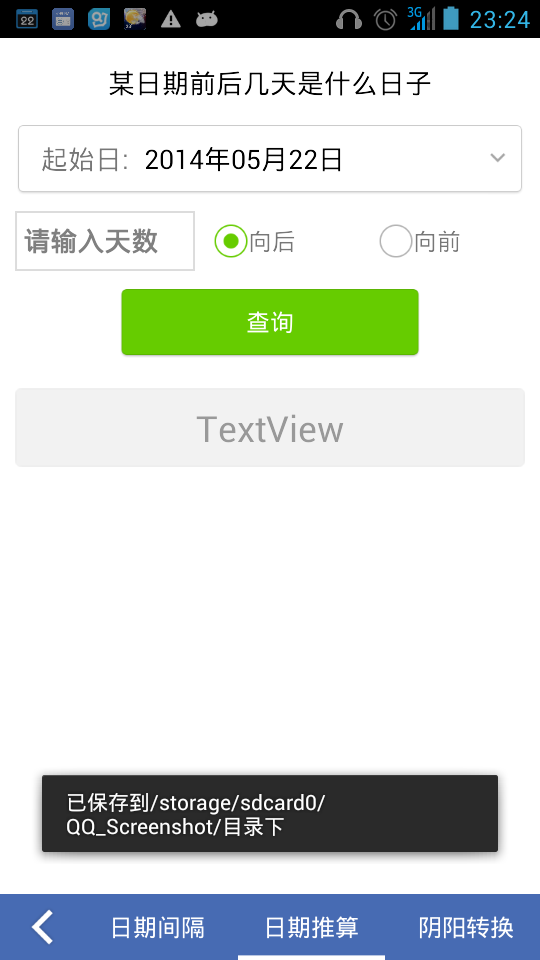 22
3G
23:24
某日期前后几天是什么日子
起始日: 2014年05月22日
请输入天数
向后
向前
查询
TextView
已保存到/storage/sdcard0/
QQ_Screenshot/目录下
日期间隔
日期推算
阴阳转换